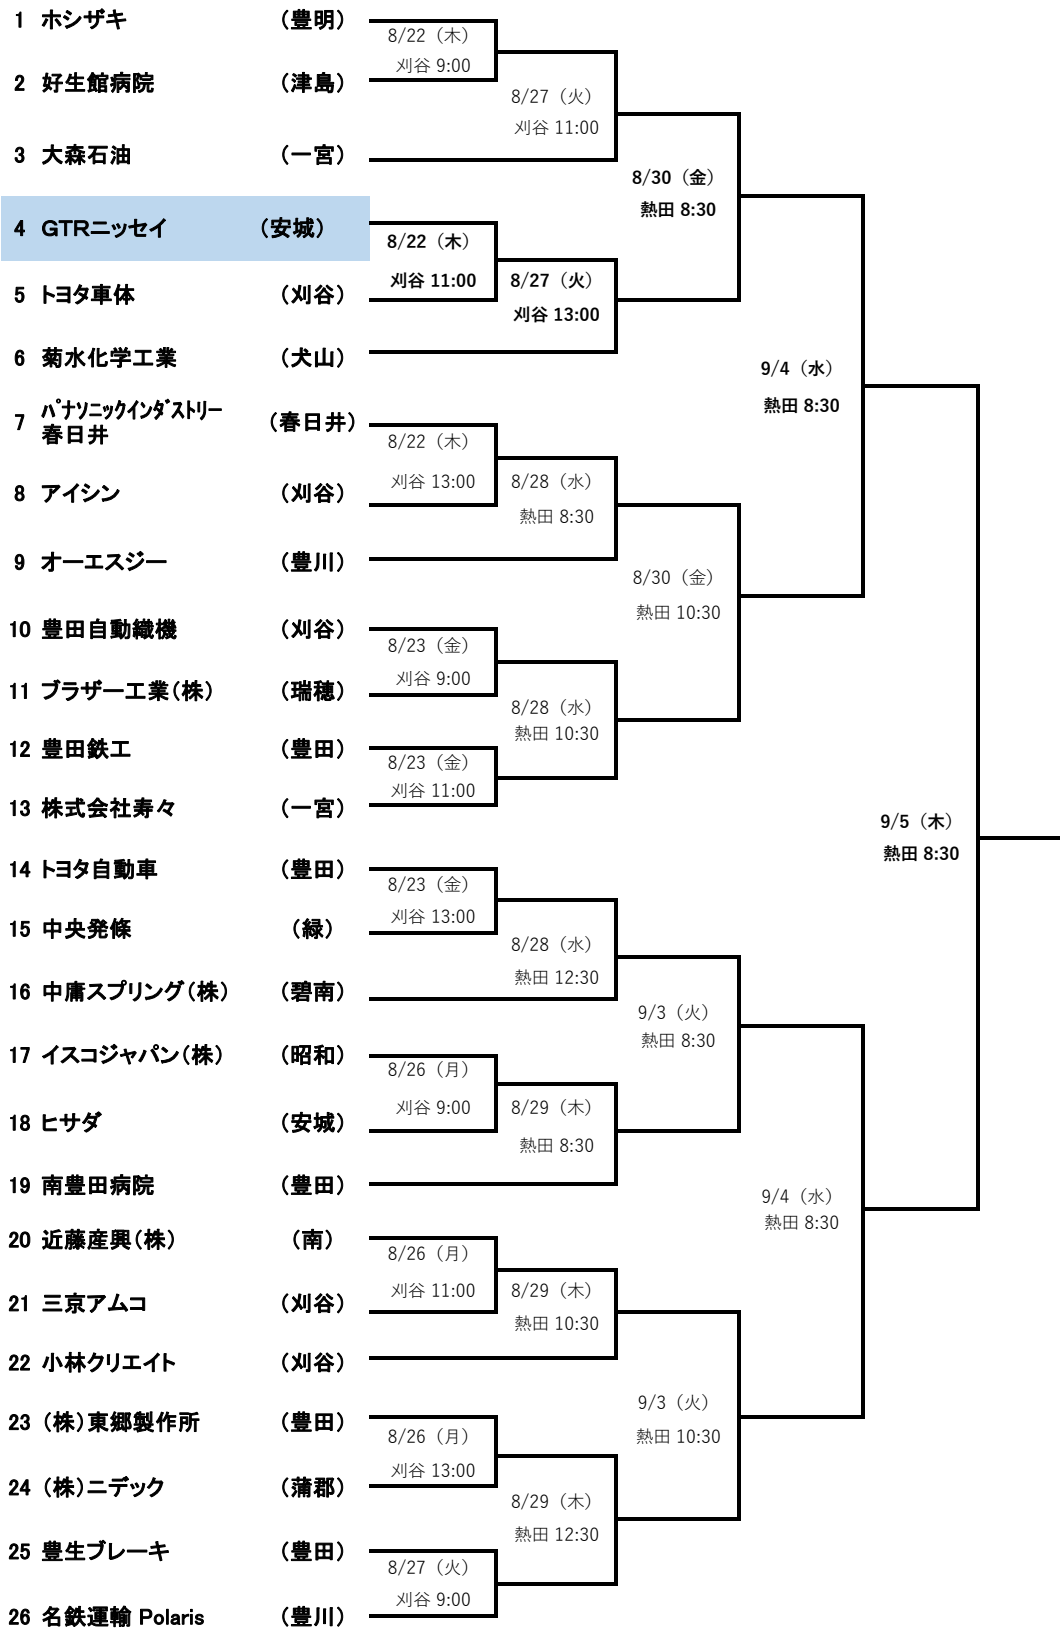 1 ホシザキ (豊明)
8/22（木）
刈谷 9:00
2 好生館病院 (津島)
8/27（火）
刈谷 11:00
3 大森石油 (一宮)
8/30（金）
熱田 8:30
4 GTRニッセイ (安城)
8/22（木）
刈谷 11:00
8/27（火）
刈谷 13:00
5 トヨタ車体 (刈谷)
6 菊水化学工業 (犬山)
9/4（水）
熱田 8:30
7 パナソニックインダストリー
春日井 (春日井)
8/22（木）
刈谷 13:00
8 アイシン (刈谷)
8/28（水）
熱田 8:30
9 オーエスジー (豊川)
8/30（金）
熱田 10:30
10 豊田自動織機 (刈谷)
8/23（金）
刈谷 9:00
11 ブラザー工業(株) (瑞穂)
8/28（水）
熱田 10:30
12 豊田鉄工 (豊田)
8/23（金）
刈谷 11:00
13 株式会社寿々 (一宮)
9/5（木）
熱田 8:30
14 トヨタ自動車 (豊田)
8/23（金）
刈谷 13:00
15 中央発條 (緑)
8/28（水）
熱田 12:30
16 中庸スプリング(株) (碧南)
9/3（火）
熱田 8:30
17 イスコジャパン(株) (昭和)
8/26（月）
刈谷 9:00
18 ヒサダ (安城)
8/29（木）
熱田 8:30
19 南豊田病院 (豊田)
9/4（水）
熱田 8:30
20 近藤産興(株) (南)
8/26（月）
刈谷 11:00
21 三京アムコ (刈谷)
8/29（木）
熱田 10:30
22 小林クリエイト (刈谷)
9/3（火）
熱田 10:30
23 (株)東郷製作所 (豊田)
8/26（月）
刈谷 13:00
24 (株)ニデック (蒲郡)
8/29（木）
熱田 12:30
25 豊生ブレーキ (豊田)
8/27（火）
刈谷 9:00
26 名鉄運輸 Polaris (豊川)